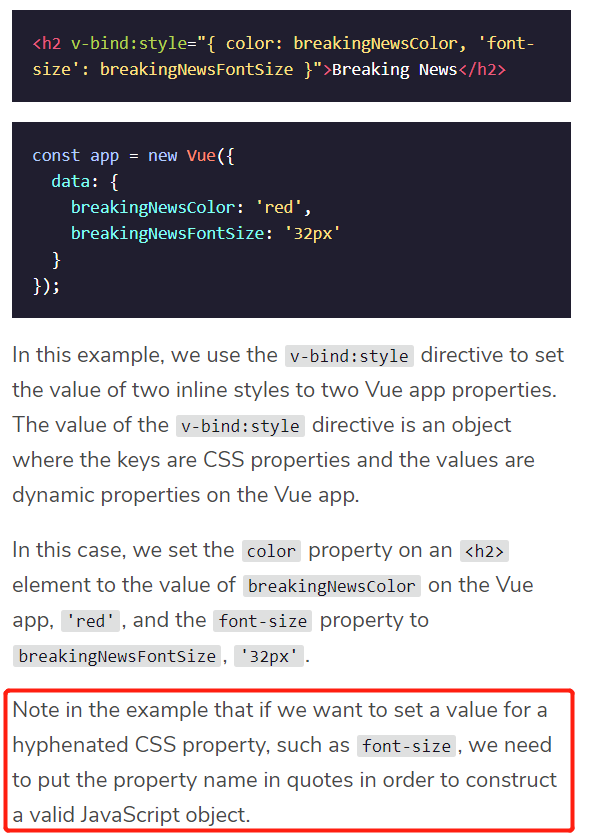 <h2 v-bind:style="{ color: breakingNewsColor, 'font-
size': breakingNewsFontSize }">Breaking News</h2>
const app = new Vue({
  data: {
    breakingNewsColor: 'red',
    breakingNewsFontSize: '32px'
  }
});
In this example, we use the v-bind:style directive to set
the value of two inline styles to two Vue app properties.
The value of the v-bind:style directive is an object
where the keys are CSS properties and the values are
dynamic properties on the Vue app.
In this case, we set the color property on an <h2>
element to the value of breakingNewsColor on the Vue
app, 'red', and the font-size property to
breakingNewsFontSize, '32px'.
Note in the example that if we want to set a value for a
hyphenated CSS property, such as font-size, we need
to put the property name in quotes in order to construct
a valid JavaScript object.